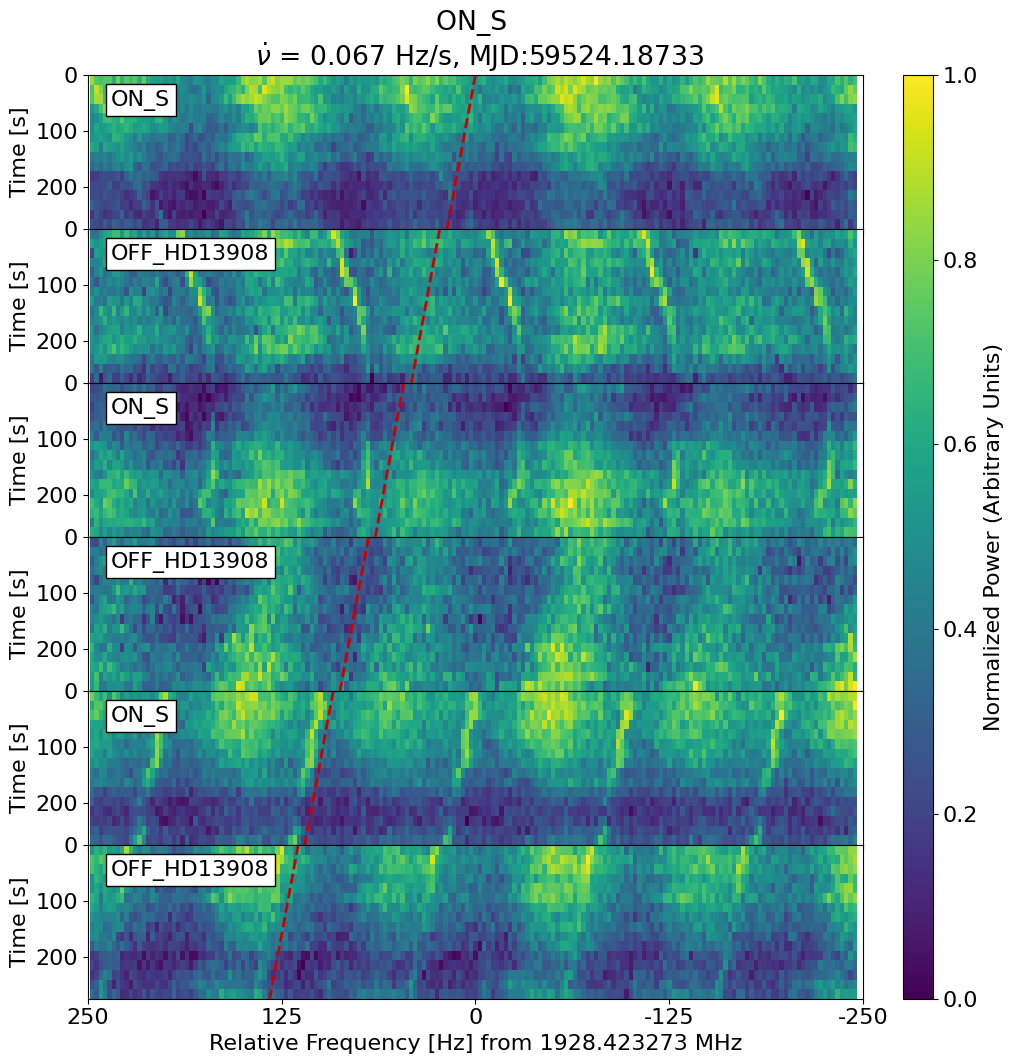 ON_S
ν̇ = 0.067 Hz/s, MJD:59524.18733
0
ON_S
Time [s]
100
200
0
OFF_HD13908
Time [s]
100
200
0
ON_S
Time [s]
100
200
0
OFF_HD13908
Time [s]
100
200
0
ON_S
Time [s]
100
200
0
OFF_HD13908
Time [s]
100
200
250 125 0 -125 -250
Relative Frequency [Hz] from 1928.423273 MHz
1.0
0.8
0.6
0.4
0.2
0.0
Normalized Power (Arbitrary Units)